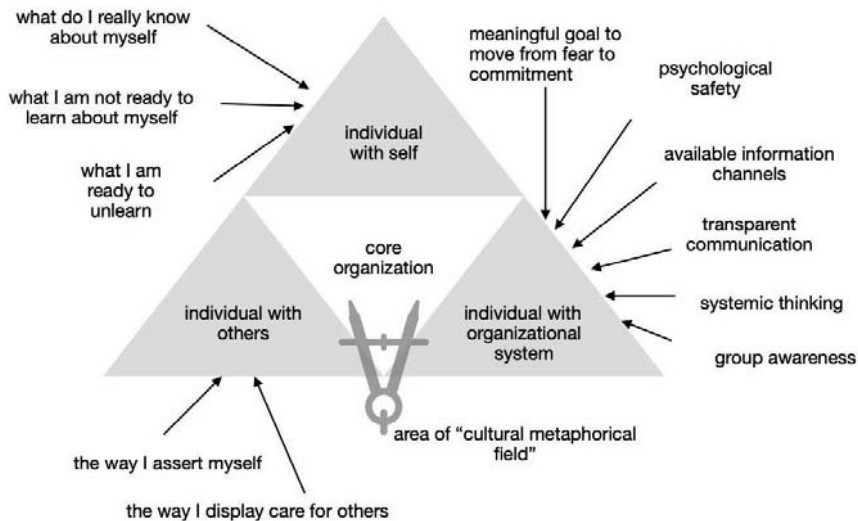 what do I really know
about myself
what I am not ready to
learn about myself
what I am
ready to
unlearn
individual
with self
meaningful goal to
move from fear to
commitment
psychological
safety
available information
channels
transparent
communication
systemic thinking
group awareness
core
organization
individual with
others
individual with
organizational
system
area of “cultural metaphorical
field”
the way I assert myself
the way I display care for others